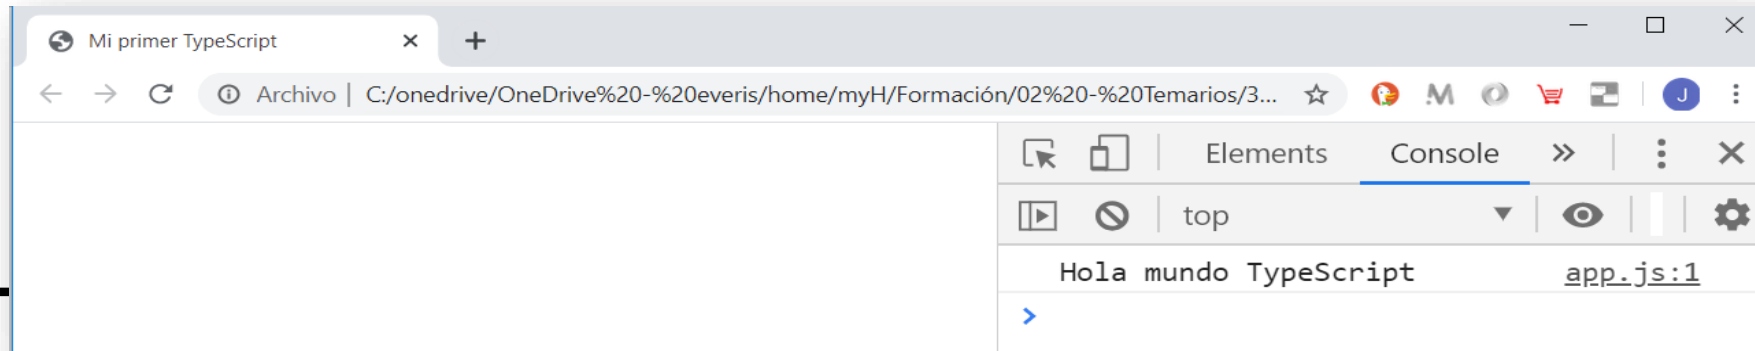 Mi primer TypeScript
Archivo | C:/onedrive/OneDrive%20-%20everis/home/myH/Formación/02%20-%20Temarios/3... M J
Elements Console
top
Hola mundo TypeScript app.js:1